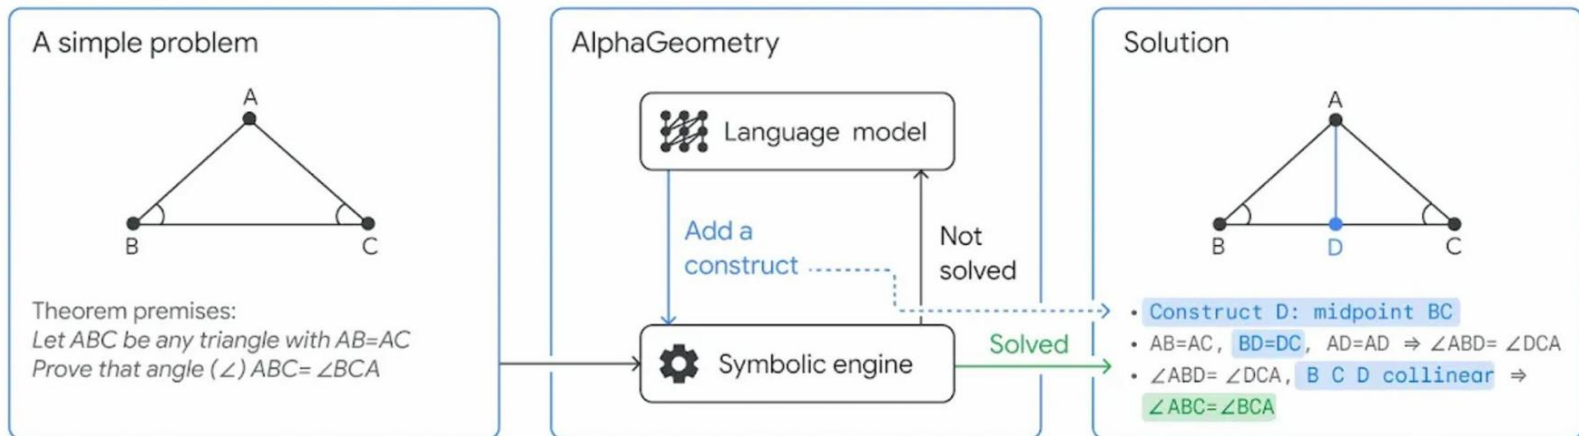 A simple problem
A
B
C
Theorem premises:
Let ABC be any triangle with AB=AC
Prove that angle (∠) ABC= ∠BCA
AlphaGeometry
Language model
Add a
construct
Not
solved
Symbolic engine
Solved
Solution
A
B
D
C
• Construct D: midpoint BC
• AB=AC, BD=DC, AD=AD ⇒ ∠ABD= ∠DCA
• ∠ABD= ∠DCA, B C D collinear ⇒
∠ABC=∠BCA